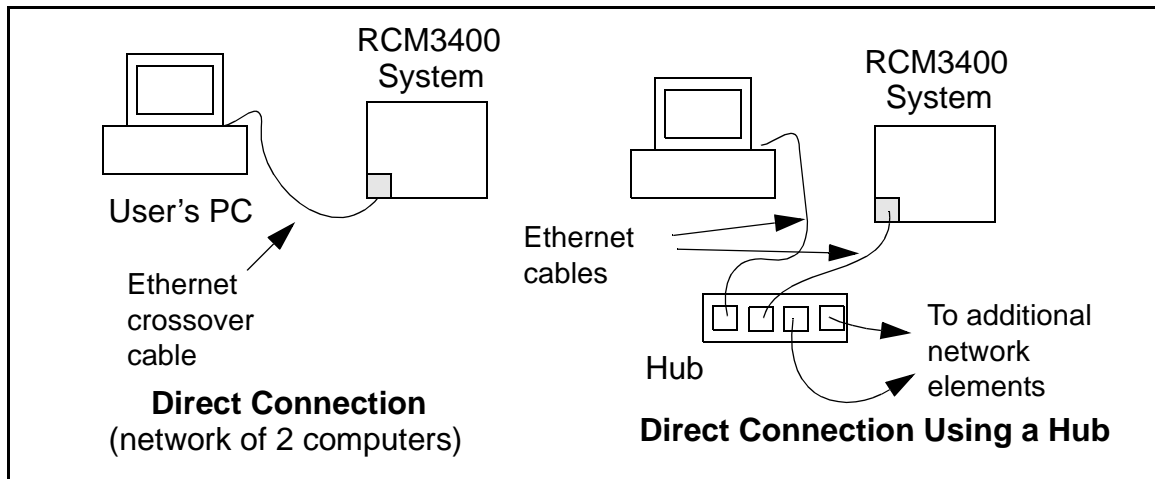 RCM3400
System
User's PC
Ethernet
crossover
cable
Direct Connection
(network of 2 computers)
RCM3400
System
Ethernet
cables
Hub
To additional
network
elements
Direct Connection Using a Hub